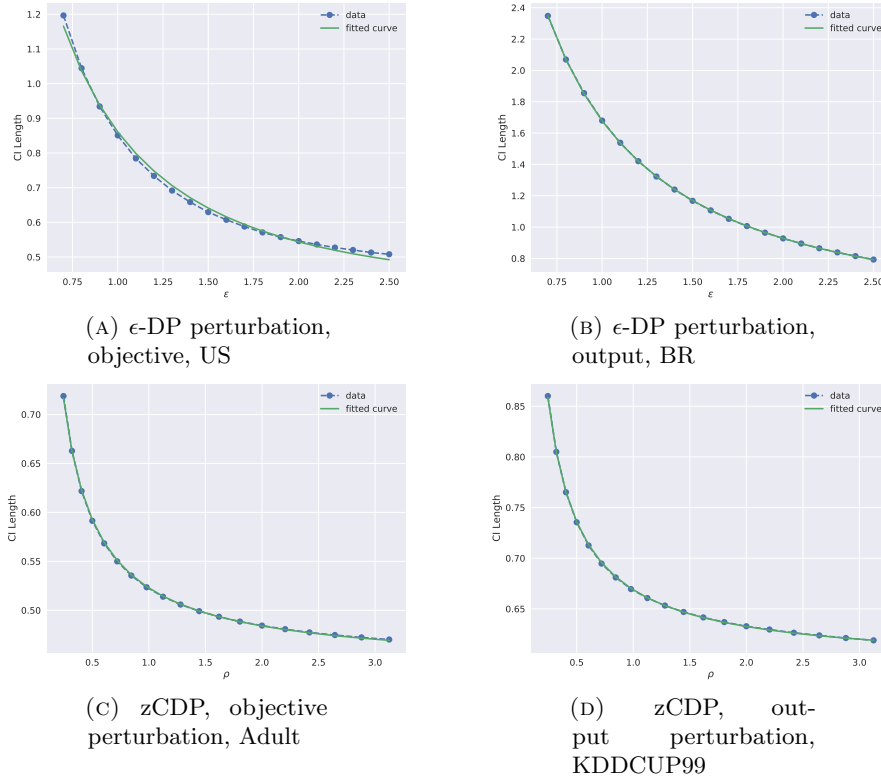 1.2
1.1
1.0
0.9
0.8
0.7
0.6
0.5
CI Length
data
fitted curve
0.75 1.00 1.25 1.50 1.75 2.00 2.25 2.50
ε
(A) ϵ-DP perturbation,
objective, US
2.4
2.2
2.0
1.8
1.6
1.4
1.2
1.0
0.8
CI Length
data
fitted curve
0.75 1.00 1.25 1.50 1.75 2.00 2.25 2.50
ε
(B) ϵ-DP perturbation,
output, BR
0.70
0.65
0.60
0.55
0.50
CI Length
data
fitted curve
0.5 1.0 1.5 2.0 2.5 3.0
ρ
(C) zCDP, objective
perturbation, Adult
0.85
0.80
0.75
0.70
0.65
CI Length
data
fitted curve
0.5 1.0 1.5 2.0 2.5 3.0
ρ
(D) zCDP, out-
put perturbation,
KDDCUP99